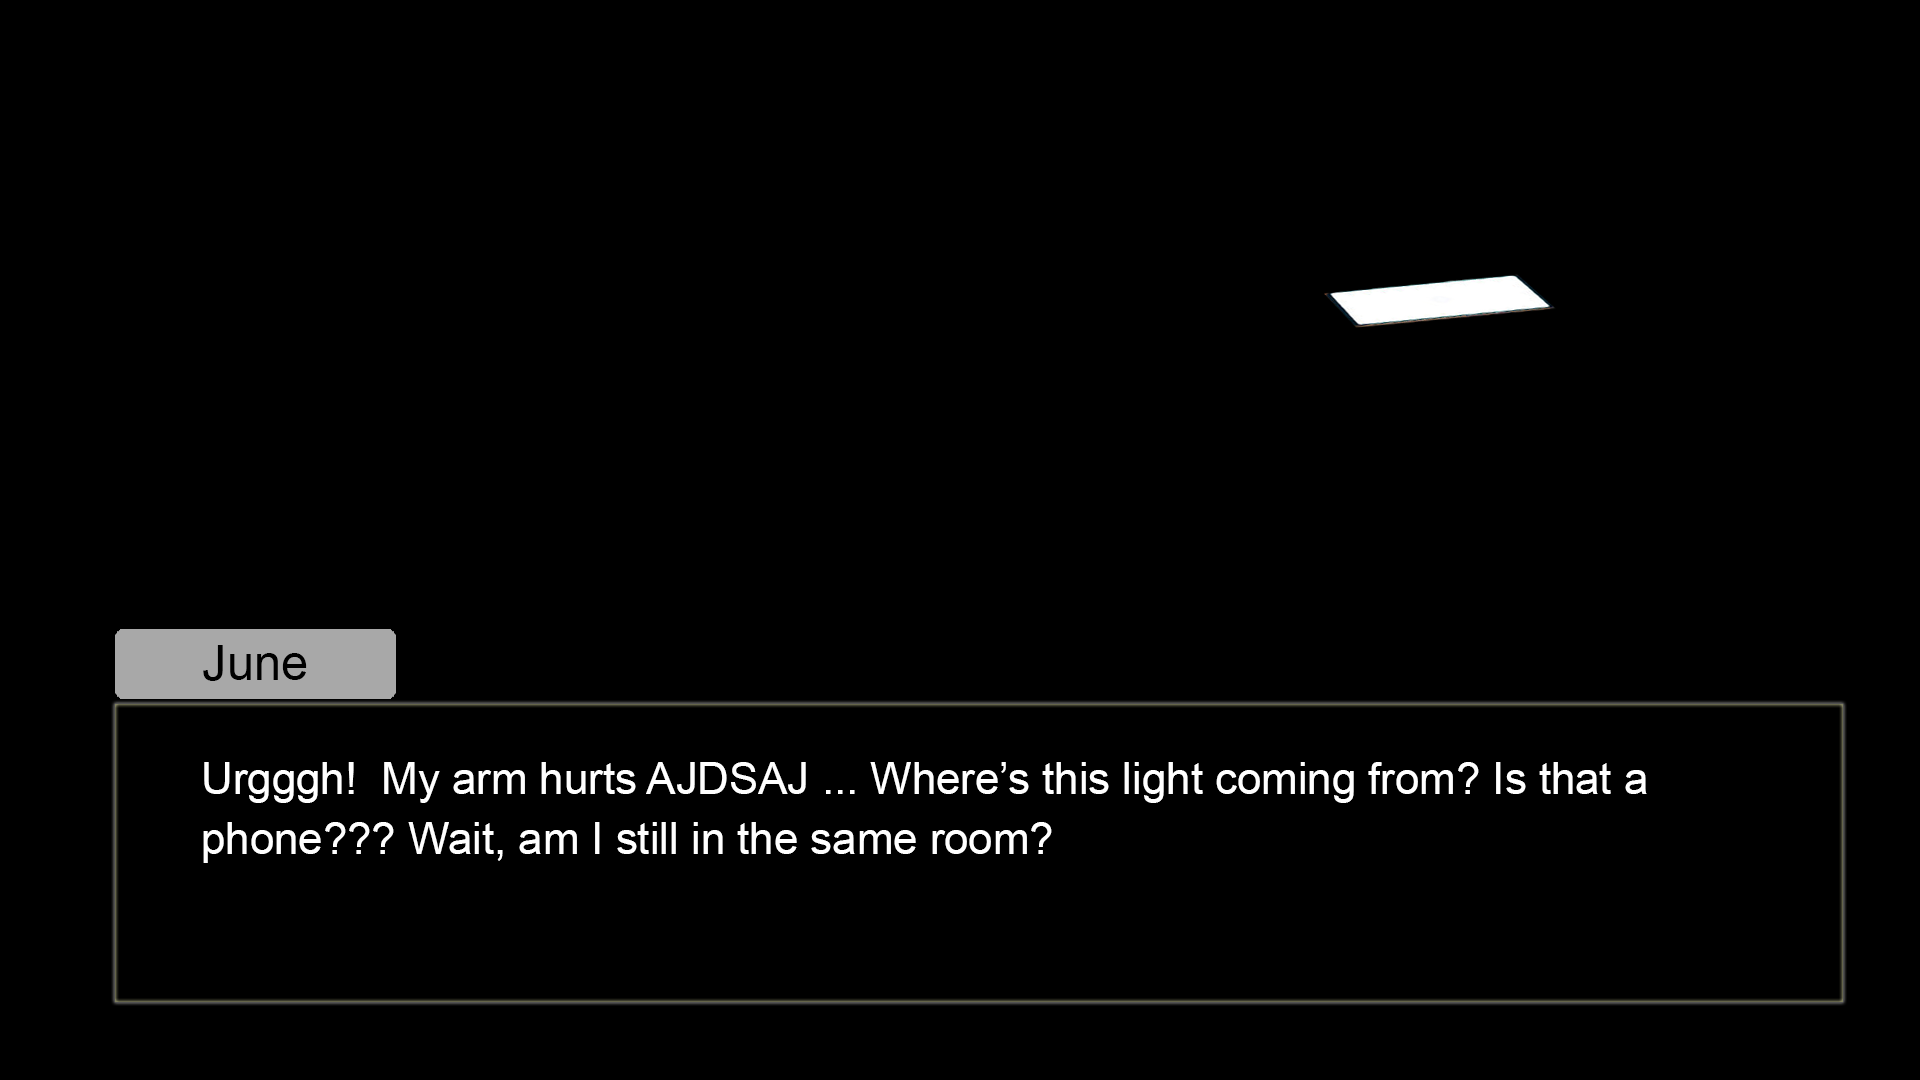 June
Urgggh!  My arm hurts AJDSAJ ... Where’s this light coming from? Is that a
phone??? Wait, am I still in the same room?